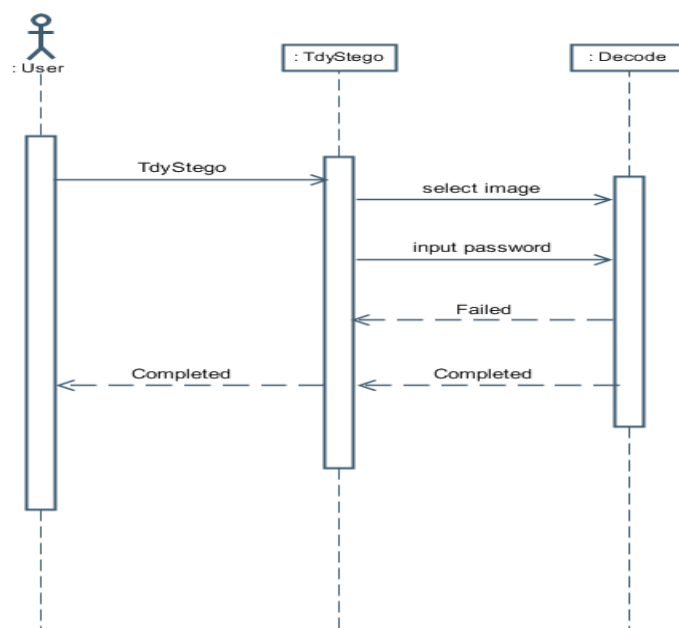 : User
: TdyStego
: Decode
TdyStego
select image
input password
Failed
Completed
Completed